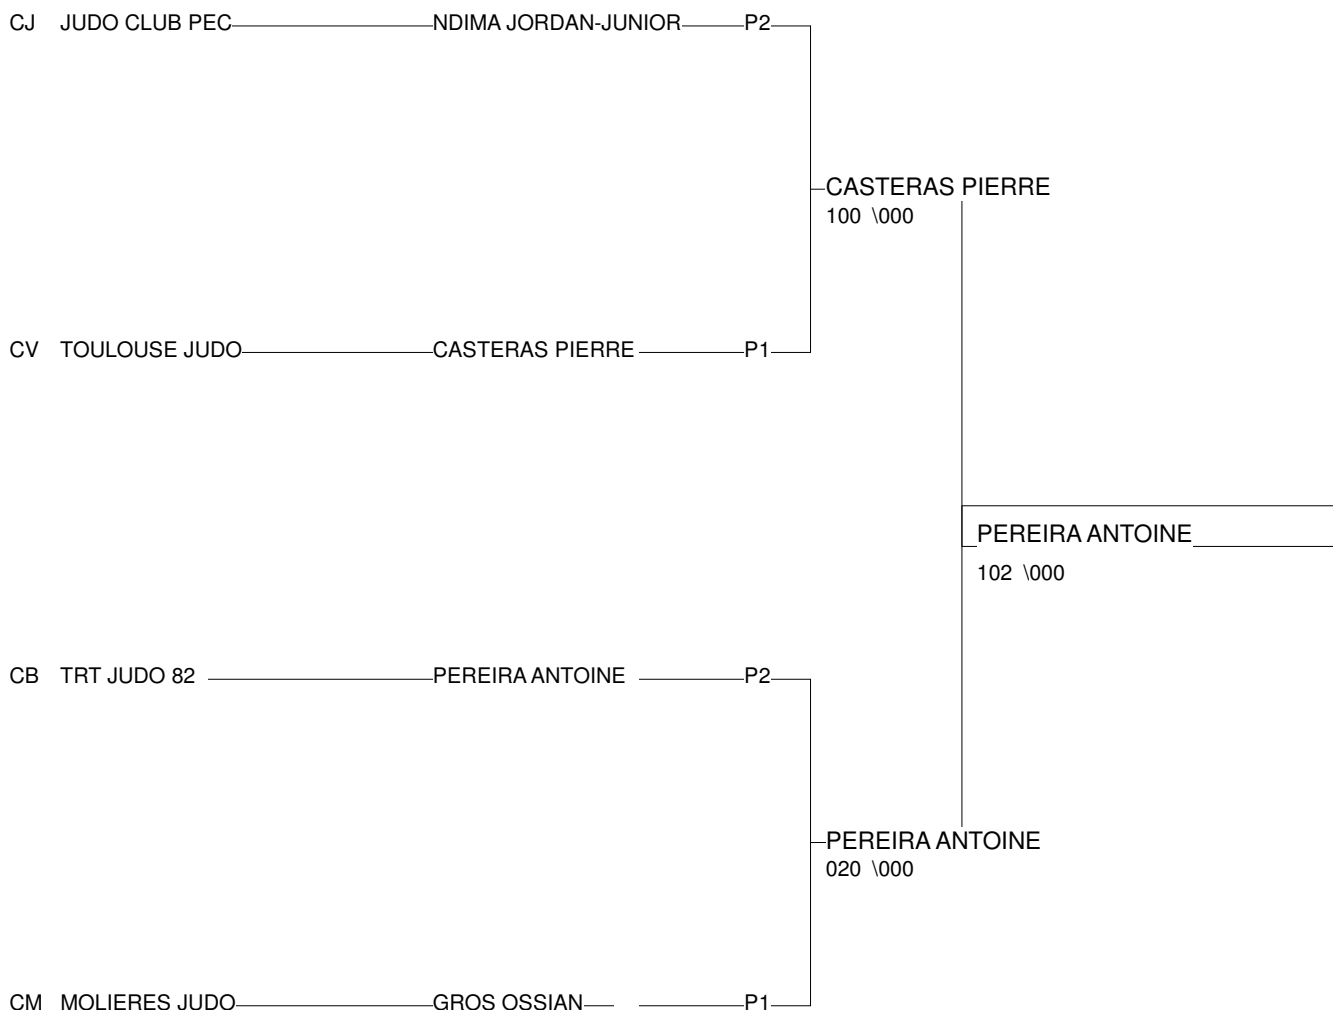 CJ JUDO CLUB PEC NDIMA JORDAN-JUNIOR P2
CASTERAS PIERRE
100 \000
CV TOULOUSE JUDO CASTERAS PIERRE P1
PEREIRA ANTOINE
102 \000
CB TRT JUDO 82 PEREIRA ANTOINE P2
PEREIRA ANTOINE
020 \000
CM MOLIERES JUDO GROS OSSIAN P1